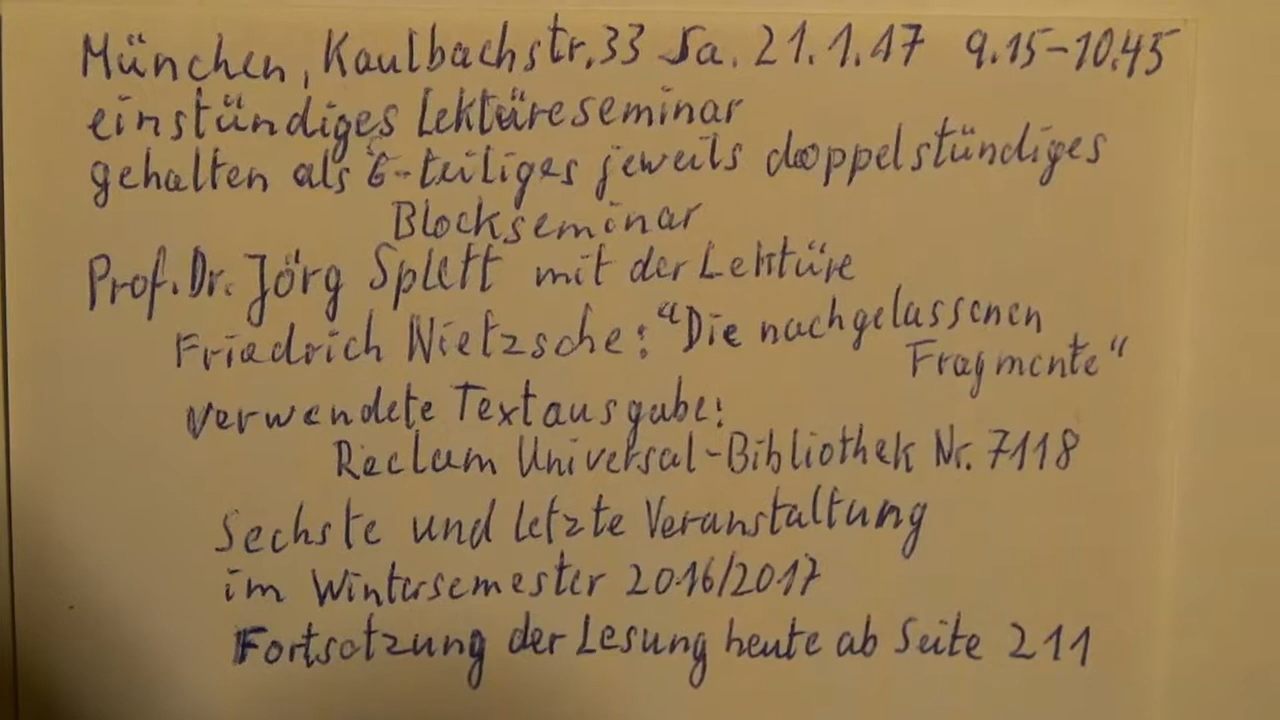 München, Kaulbachstr. 33 Sa. 21.1.17 9.15-10.45
einstündiges Lektüreseminar
gehalten als 6-teiliges jeweils doppelstündiges
Blockseminar
Prof. Dr. Jörg Splett mit der Lektüre
Friedrich Nietzsche: "Die nachgelassenen
Fragmente"
verwendete Textausgabe:
Reclam Universal-Bibliothek Nr. 7118
Sechste und letzte Veranstaltung
im Wintersemester 2016/2017
Fortsetzung der Lesung heute ab Seite 211